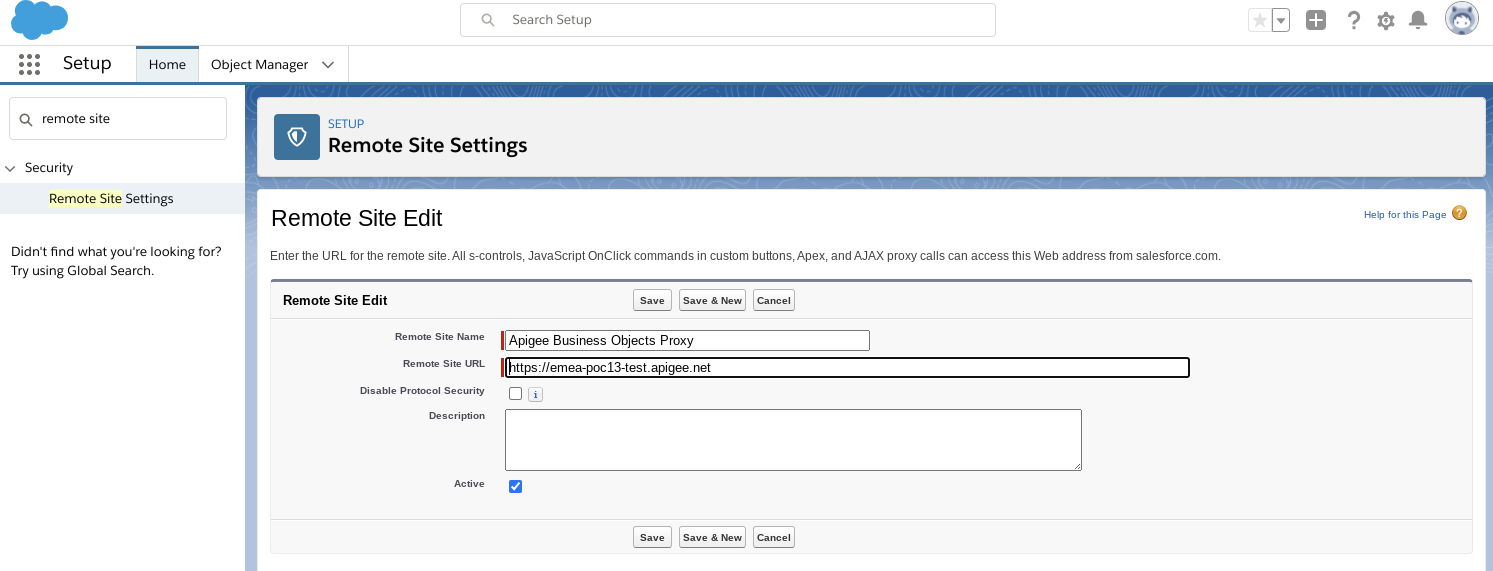 Search Setup
Setup
Home
Object Manager
remote site
Security
Remote Site Settings
Didn't find what you're looking for?
Try using Global Search.
SETUP
Remote Site Settings
Remote Site Edit
Help for this Page
Enter the URL for the remote site. All s-controls, JavaScript OnClick commands in custom buttons, Apex, and AJAX proxy calls can access this Web address from salesforce.com.
Remote Site Edit
Save
Save & New
Cancel
Remote Site Name
Apigee Business Objects Proxy
Remote Site URL
https://emea-poc13-test.apigee.net
Disable Protocol Security
i
Description
Active
Save
Save & New
Cancel